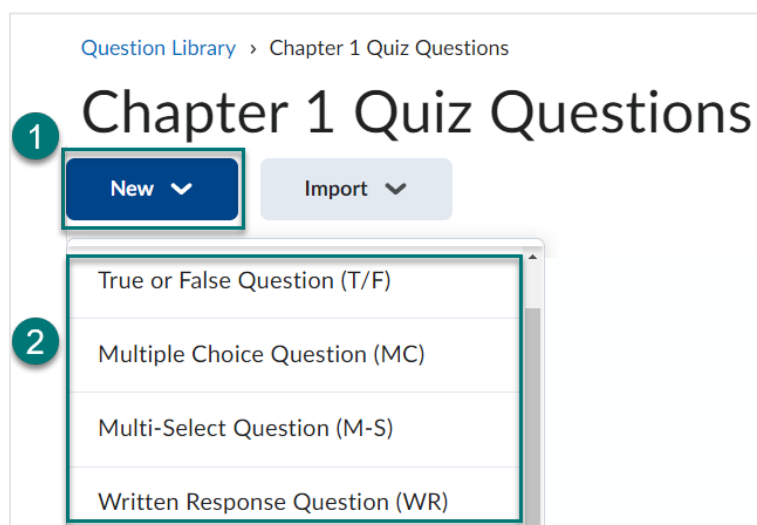 Question Library › Chapter 1 Quiz Questions
Chapter 1 Quiz Questions
1
New
Import
True or False Question (T/F)
2
Multiple Choice Question (MC)
Multi-Select Question (M-S)
Written Response Question (WR)